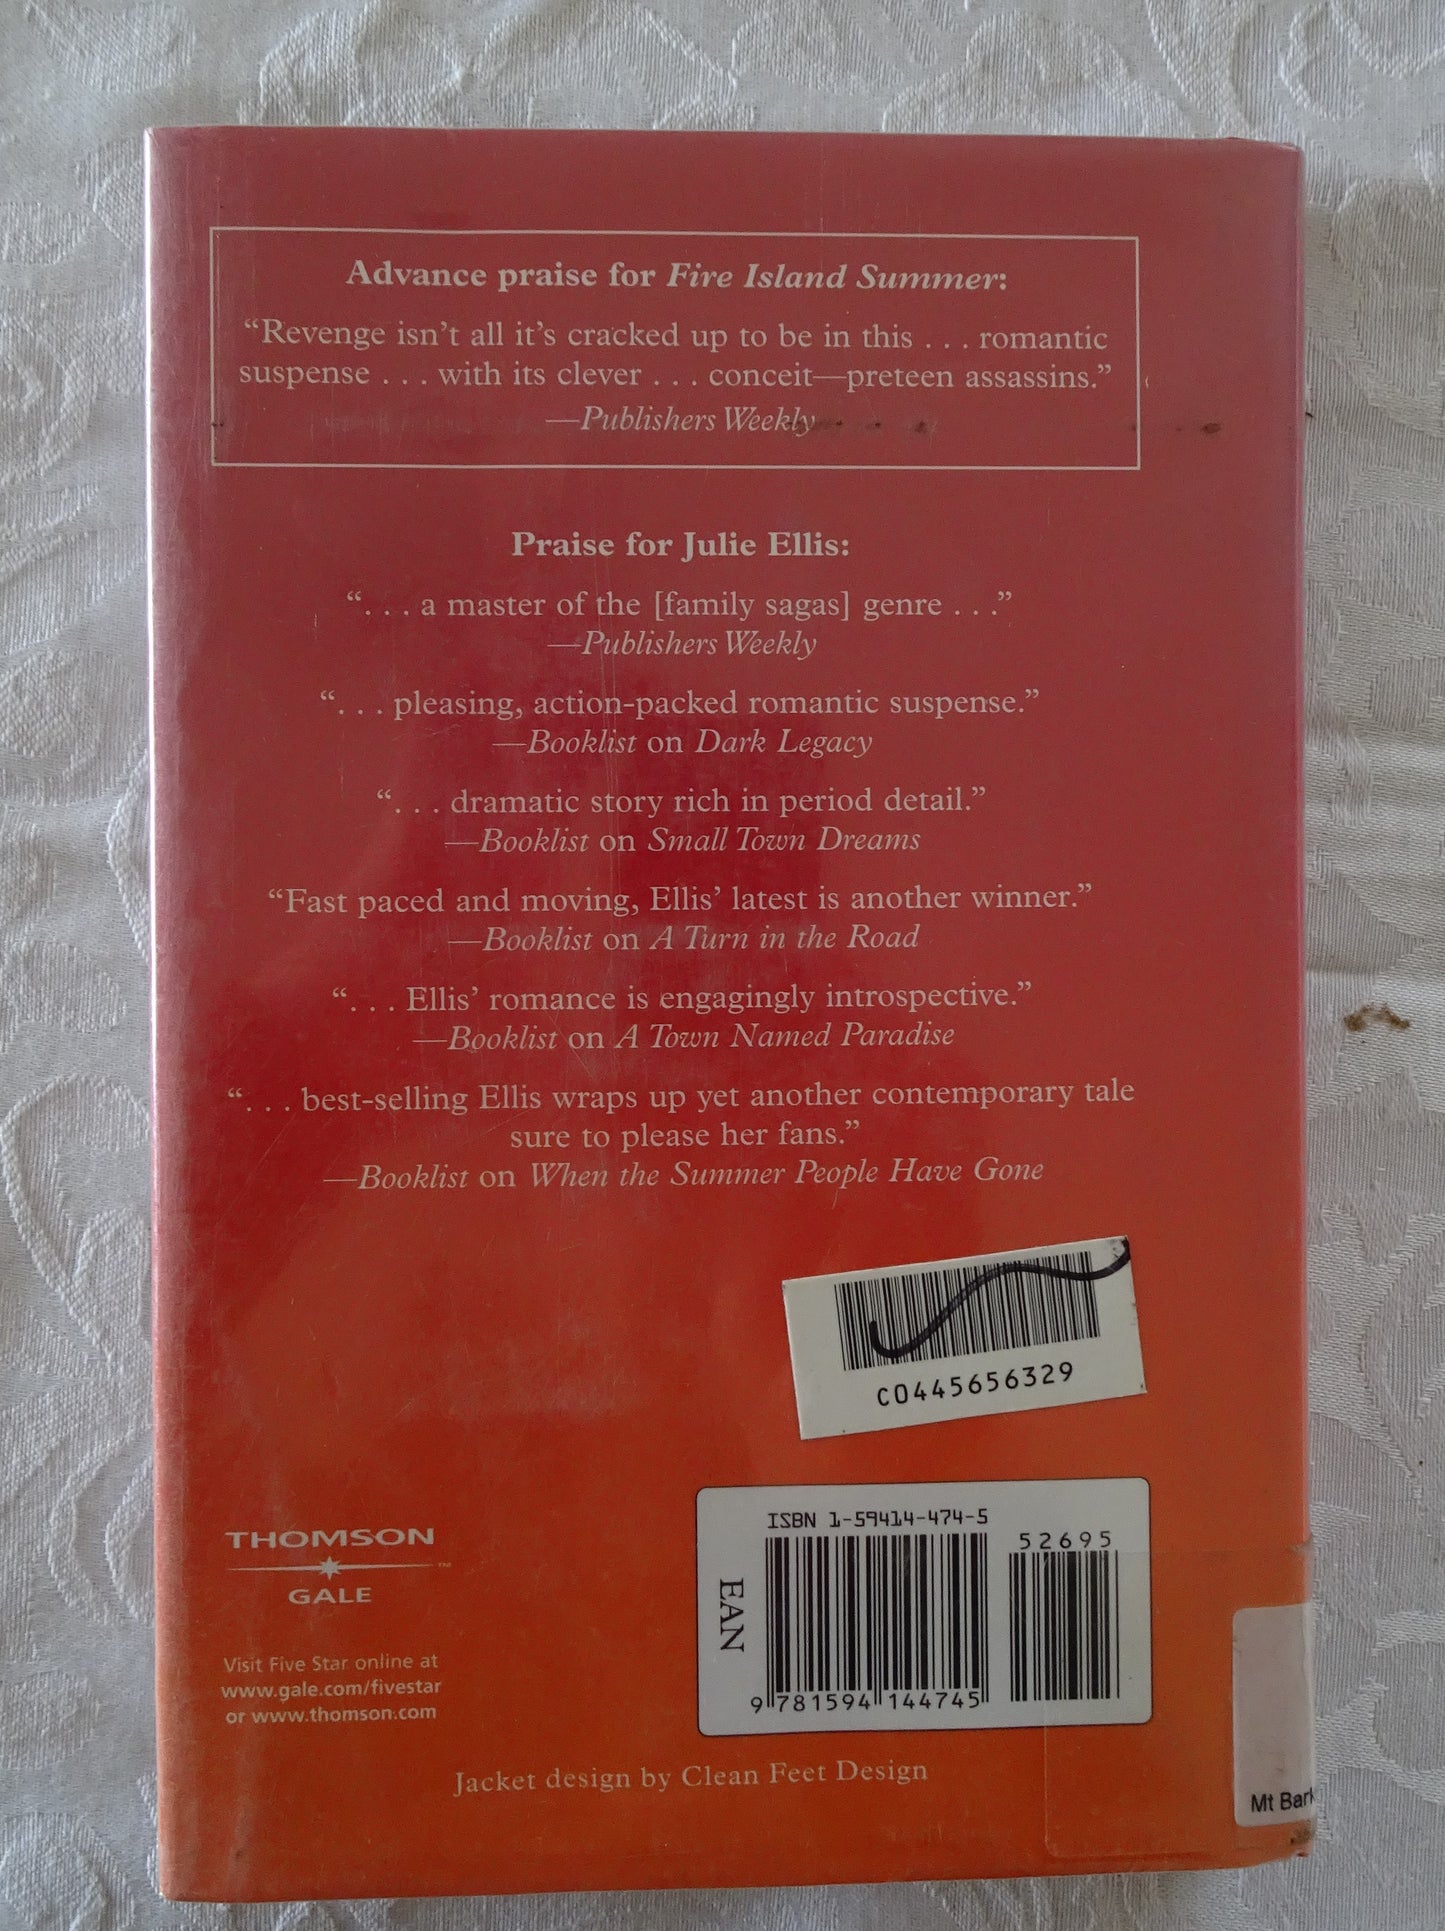 Advance praise for Fire Island Summer:
“Revenge isn’t all it’s cracked up to be in this . . . romantic
suspense . . . with its clever . . . conceit—preteen assassins.”
—Publishers Weekly
Praise for Julie Ellis:
“. . . a master of the [family sagas] genre . . .”
—Publishers Weekly
“. . . pleasing, action-packed romantic suspense.”
—Booklist on Dark Legacy
“. . . dramatic story rich in period detail.”
—Booklist on Small Town Dreams
“Fast paced and moving, Ellis’ latest is another winner.”
—Booklist on A Turn in the Road
“. . . Ellis’ romance is engagingly introspective.”
—Booklist on A Town Named Paradise
“. . . best-selling Ellis wraps up yet another contemporary tale
sure to please her fans.”
—Booklist on When the Summer People Have Gone
C0445656329
ISBN 1-59414-474-5
52695
EAN
9 781594 144745
THOMSON
™
GALE
Visit Five Star online at
www.gale.com/fivestar
or www.thomson.com
Mt Bark
Jacket design by Clean Feet Design